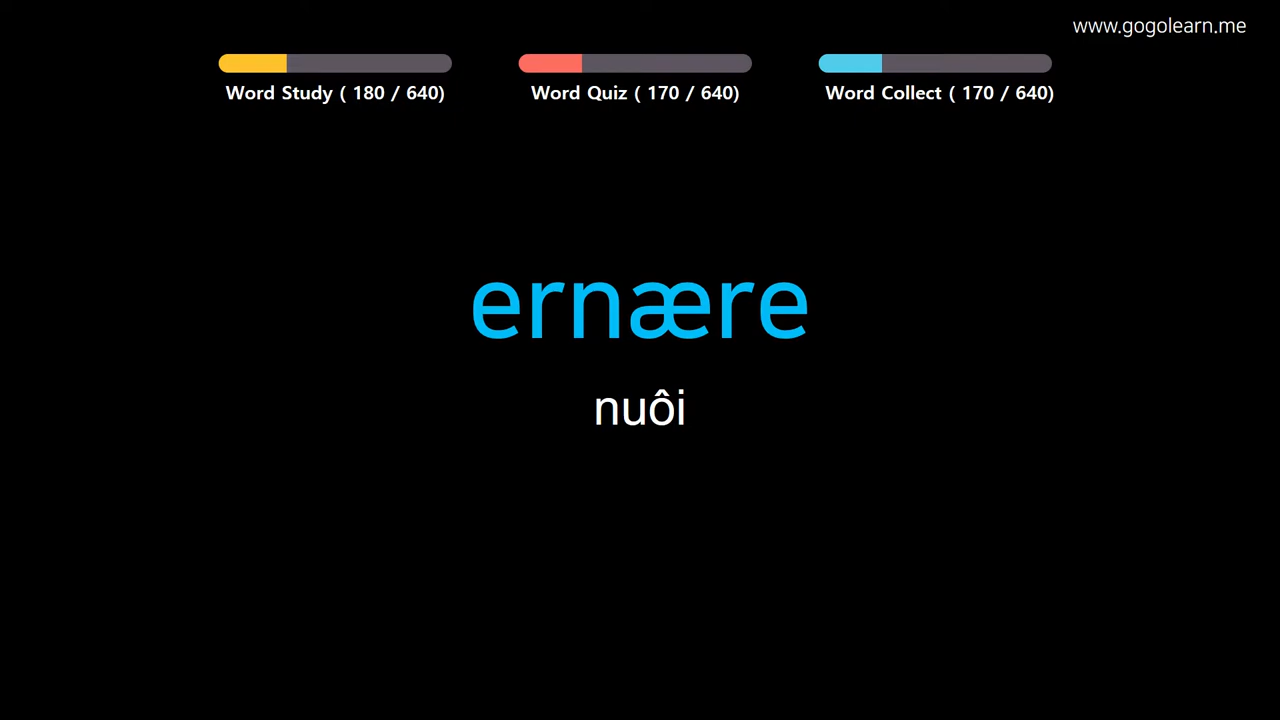 www.gogolearn.me
Word Study ( 180 / 640)
Word Quiz ( 170 / 640)
Word Collect ( 170 / 640)
ernære
nuôi